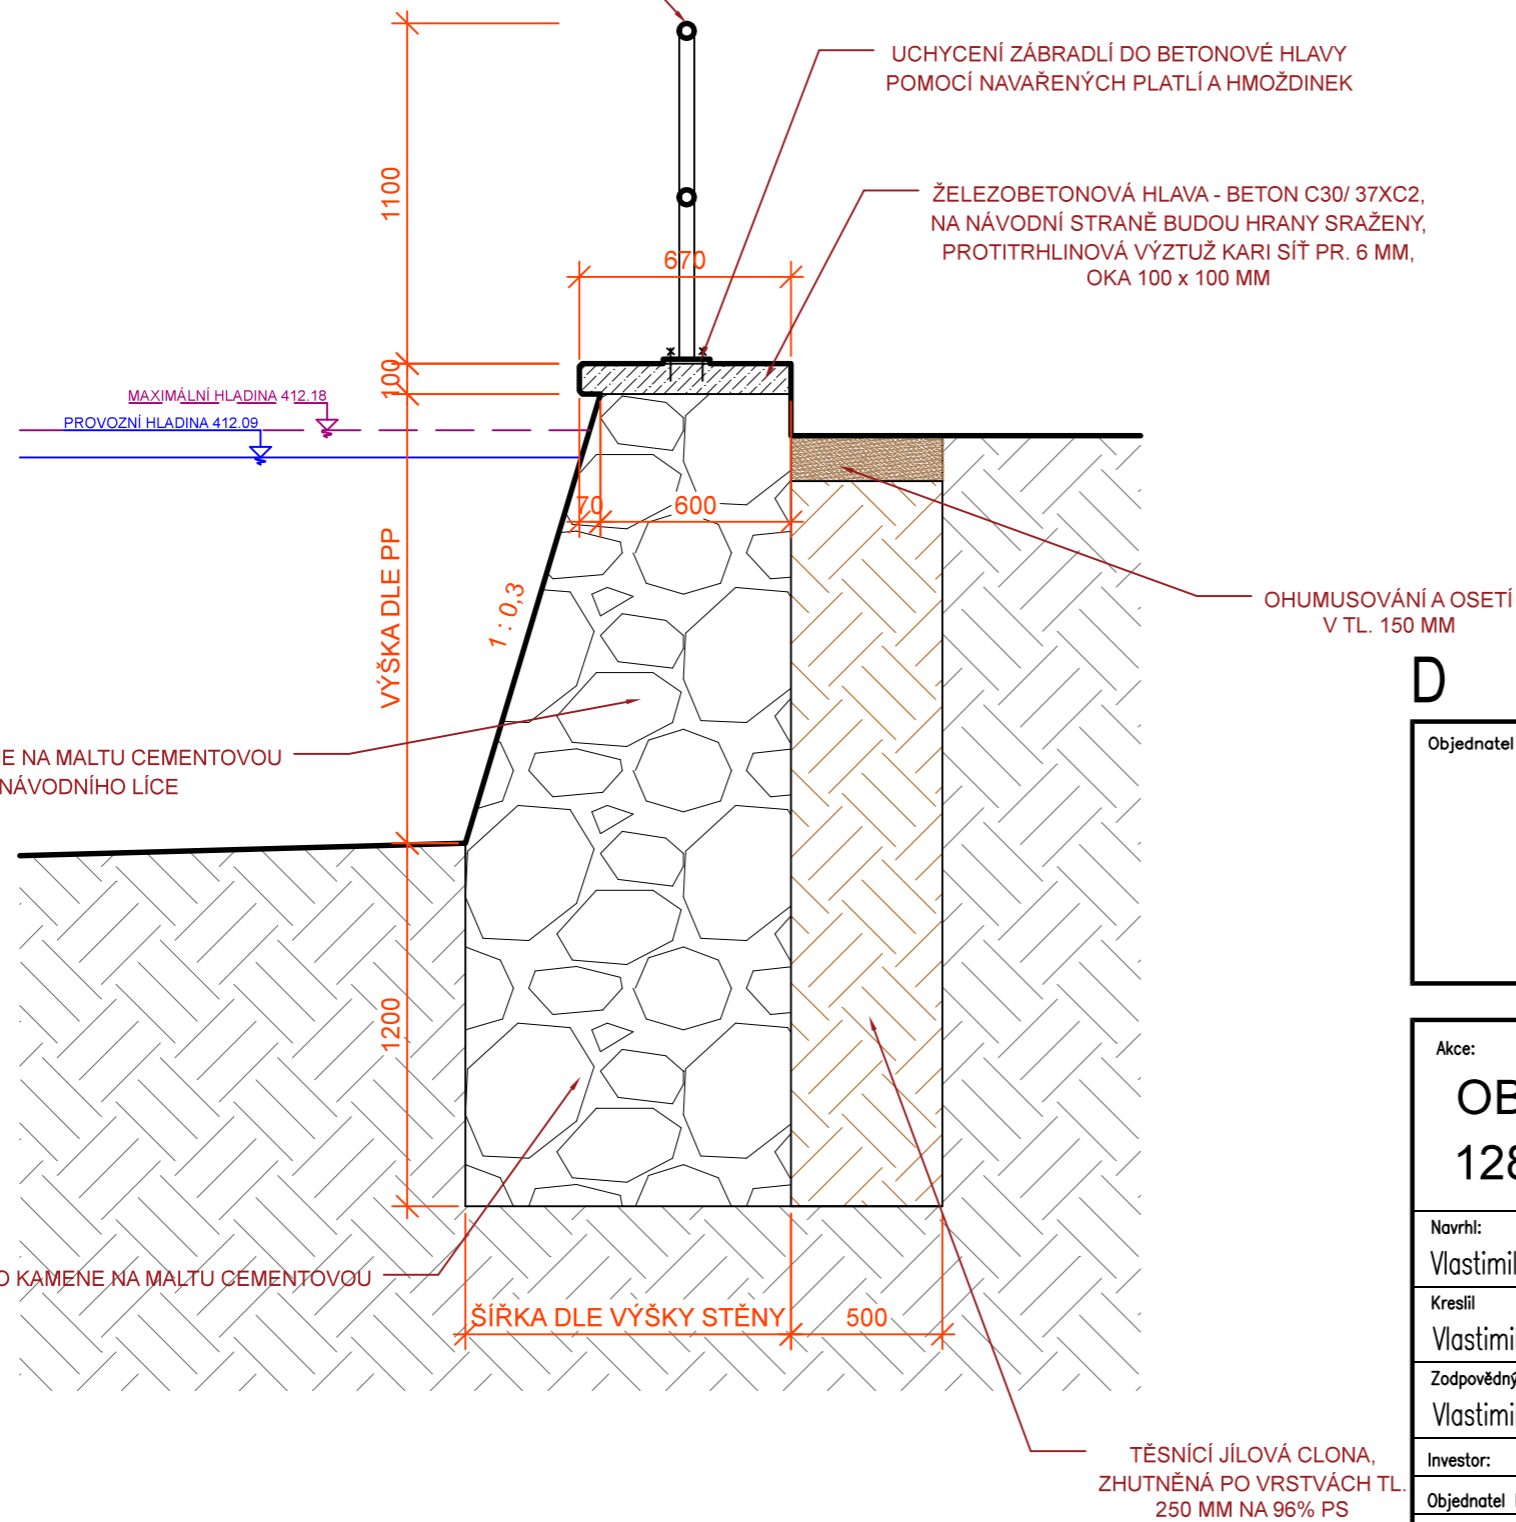 UCHYCENÍ ZÁBRADLÍ DO BETONOVÉ HLAVY
POMOCÍ NAVAŘENÝCH PLATLÍ A HMOŽDINEK
1100
ŽELEZOBETONOVÁ HLAVA - BETON C30/ 37XC2,
NA NÁVODNÍ STRANĚ BUDOU HRANY SRAŽENY,
PROTITRHLINOVÁ VÝZTUŽ KARI SÍŤ PR. 6 MM,
OKA 100 x 100 MM
670
100
MAXIMÁLNÍ HLADINA 412.18
PROVOZNÍ HLADINA 412.09
70
600
VÝŠKA DLE PP
1 : 0,3
OHUMUSOVÁNÍ A OSETÍ
V TL. 150 MM
D
Objednatel
NA MALTU CEMENTOVOU
NÁVODNÍHO LÍCE
1200
Akce:
OB
128
Navrhl:
Vlastimil
Kreslil
Vlastimil
Zodpovědný
Vlastimil
Investor:
Objednatel
KAMENE NA MALTU CEMENTOVOU
ŠÍŘKA DLE VÝŠKY STĚNY
500
TĚSNÍCÍ JÍLOVÁ CLONA,
ZHUTNĚNÁ PO VRSTVÁCH TL.
250 MM NA 96% PS